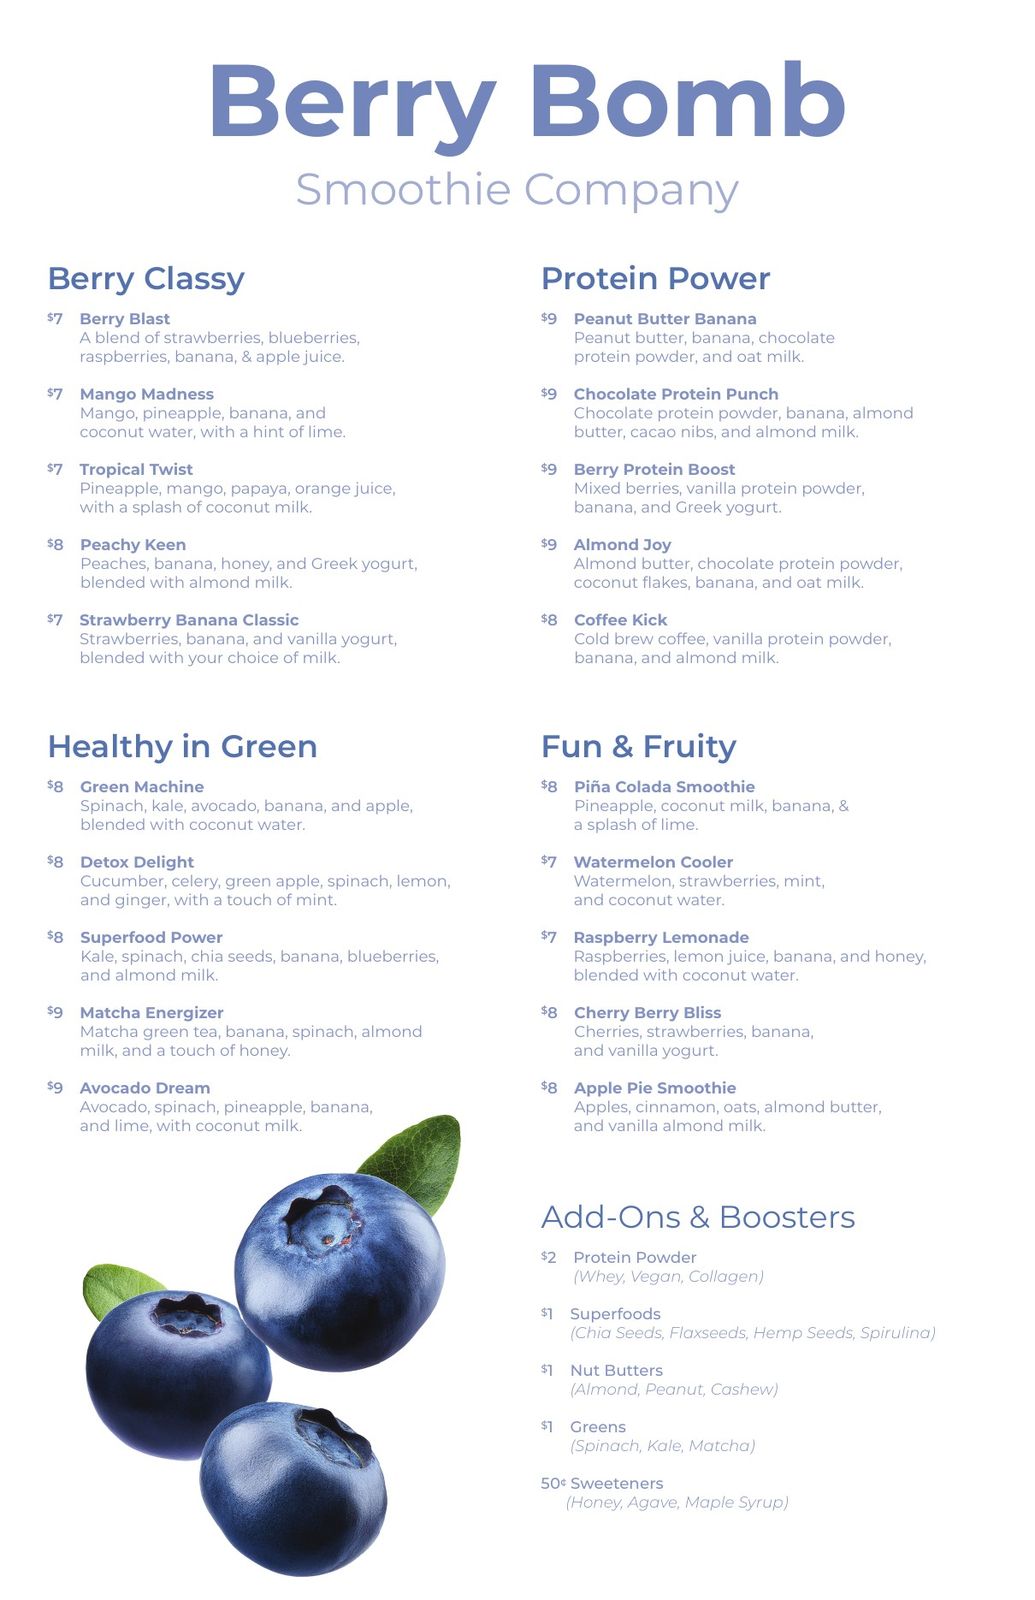 Berry Bomb
Smoothie Company
Berry Classy
$7 Berry Blast
A blend of strawberries, blueberries,
raspberries, banana, & apple juice.
$7 Mango Madness
Mango, pineapple, banana, and
coconut water, with a hint of lime.
$7 Tropical Twist
Pineapple, mango, papaya, orange juice,
with a splash of coconut milk.
$8 Peachy Keen
Peaches, banana, honey, and Greek yogurt,
blended with almond milk.
$7 Strawberry Banana Classic
Strawberries, banana, and vanilla yogurt,
blended with your choice of milk.
Protein Power
$9 Peanut Butter Banana
Peanut butter, banana, chocolate
protein powder, and oat milk.
$9 Chocolate Protein Punch
Chocolate protein powder, banana, almond
butter, cacao nibs, and almond milk.
$9 Berry Protein Boost
Mixed berries, vanilla protein powder,
banana, and Greek yogurt.
$9 Almond Joy
Almond butter, chocolate protein powder,
coconut flakes, banana, and oat milk.
$8 Coffee Kick
Cold brew coffee, vanilla protein powder,
banana, and almond milk.
Healthy in Green
$8 Green Machine
Spinach, kale, avocado, banana, and apple,
blended with coconut water.
$8 Detox Delight
Cucumber, celery, green apple, spinach, lemon,
and ginger, with a touch of mint.
$8 Superfood Power
Kale, spinach, chia seeds, banana, blueberries,
and almond milk.
$9 Matcha Energizer
Matcha green tea, banana, spinach, almond
milk, and a touch of honey.
$9 Avocado Dream
Avocado, spinach, pineapple, banana,
and lime, with coconut milk.
Fun & Fruity
$8 Piña Colada Smoothie
Pineapple, coconut milk, banana, &
a splash of lime.
$7 Watermelon Cooler
Watermelon, strawberries, mint,
and coconut water.
$7 Raspberry Lemonade
Raspberries, lemon juice, banana, and honey,
blended with coconut water.
$8 Cherry Berry Bliss
Cherries, strawberries, banana,
and vanilla yogurt.
$8 Apple Pie Smoothie
Apples, cinnamon, oats, almond butter,
and vanilla almond milk.
Add-Ons & Boosters
$2 Protein Powder
(Whey, Vegan, Collagen)
$1 Superfoods
(Chia Seeds, Flaxseeds, Hemp Seeds, Spirulina)
$1 Nut Butters
(Almond, Peanut, Cashew)
$1 Greens
(Spinach, Kale, Matcha)
50¢ Sweeteners
(Honey, Agave, Maple Syrup)